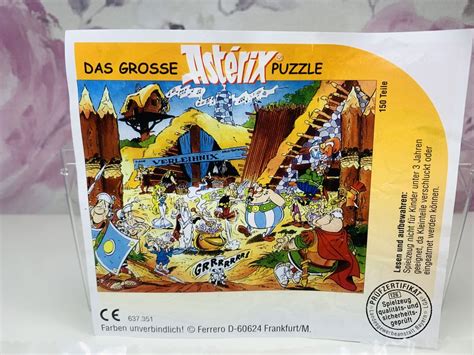 DAS GROSSE Astérix PUZZLE
150 Teile
VERLEIHNIX
GRRRRRR!
Lesen und aufbewahren:
Spielzeug nicht für Kinder unter 3 Jahren
geeignet, da Kleinteile verschluckt oder
eingeatmet werden können.
PRÜFZERTIFIKAT
Spielzeug
qualitäts- und
sicherheits-
geprüft
Landesgewerbeanstalt Bayern
CE 637.351
Farben unverbindlich! © Ferrero D-60624 Frankfurt/M.